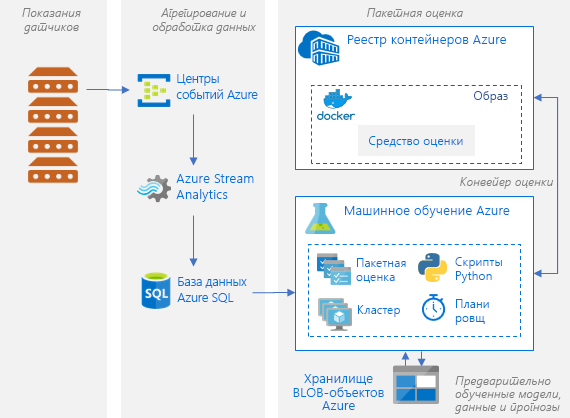 Показания
датчиков
Агрегирование и
обработка данных
Пакетная оценка
Центры
событий Azure
Azure Stream
Analytics
SQL
База данных
Azure SQL
Реестр контейнеров Azure
docker
Образ
Средство оценки
Конвейер оценки
Машинное обучение Azure
Пакетная
оценка
Скрипты
Python
Кластер
Плани
ровщ
Хранилище
BLOB-объектов
Azure
Предварительно
обученные модели,
данные и прогнозы